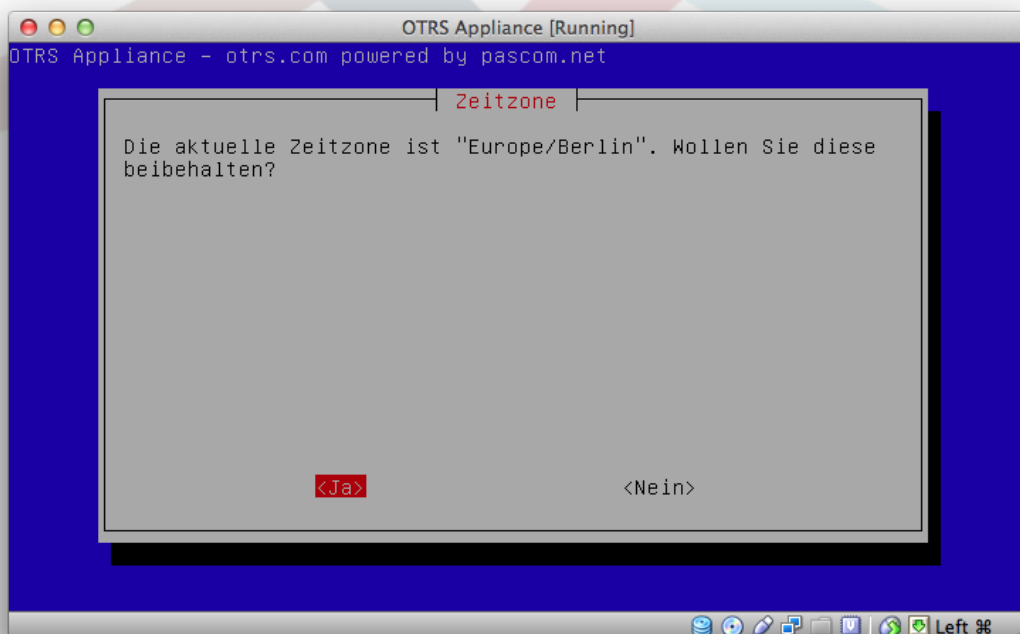 OTRS Appliance [Running]
OTRS Appliance - otrs.com powered by pascom.net
Zeitzone
Die aktuelle Zeitzone ist "Europe/Berlin". Wollen Sie diese
beibehalten?
<Ja> <Nein>
Left ⌘